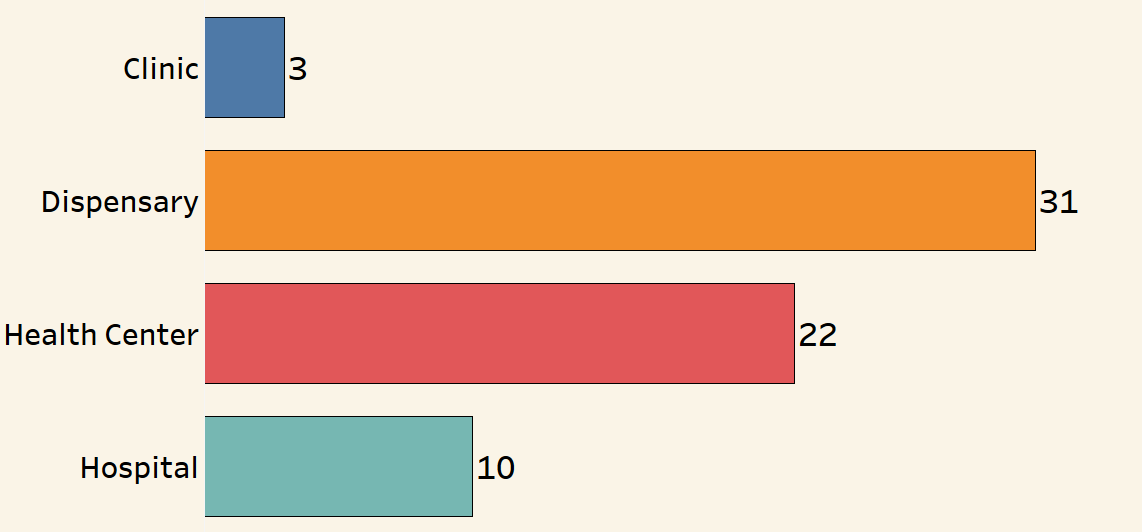 Clinic 3
Dispensary 31
Health Center 22
Hospital 10